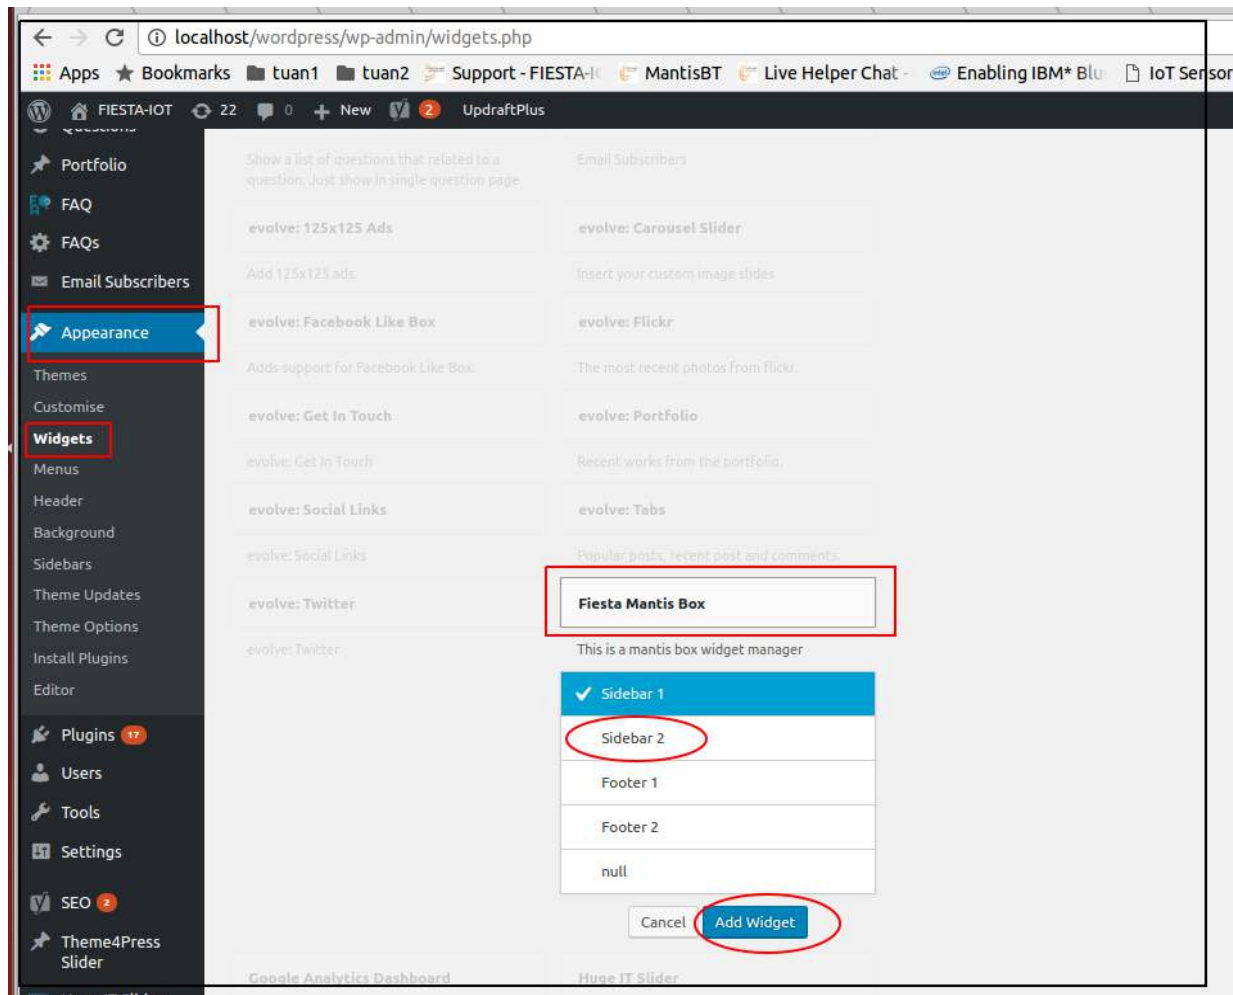 localhost/wordpress/wp-admin/widgets.php
Apps Bookmarks tuan1 tuan2 Support - FIESTA-I MantisBT Live Helper Chat - Enabling IBM* Blu IoT Sensor
FIESTA-IOT 22 0 + New 2 UpdraftPlus
Questions
Portfolio
FAQ
FAQs
Email Subscribers
Appearance
Themes
Customise
Widgets
Menus
Header
Background
Sidebars
Theme Updates
Theme Options
Install Plugins
Editor
Plugins 17
Users
Tools
Settings
SEO 2
Theme4Press
Slider
Show a list of questions that related to a
question. Just show in single question page
Email Subscribers
evolve: 125x125 Ads
evolve: Carousel Slider
Add 125x125 ads.
Insert your custom image slides
evolve: Facebook Like Box
evolve: Flickr
Adds support for Facebook Like Box.
The most recent photos from flickr.
evolve: Get In Touch
evolve: Portfolio
evolve: Get In Touch
Recent works from the portfolio.
evolve: Social Links
evolve: Tabs
evolve: Social Links
Popular posts, recent post and comments.
evolve: Twitter
Fiesta Mantis Box
evolve: Twitter
This is a mantis box widget manager
Sidebar 1
Sidebar 2
Footer 1
Footer 2
null
Cancel Add Widget
Google Analytics Dashboard
Huge IT Slider